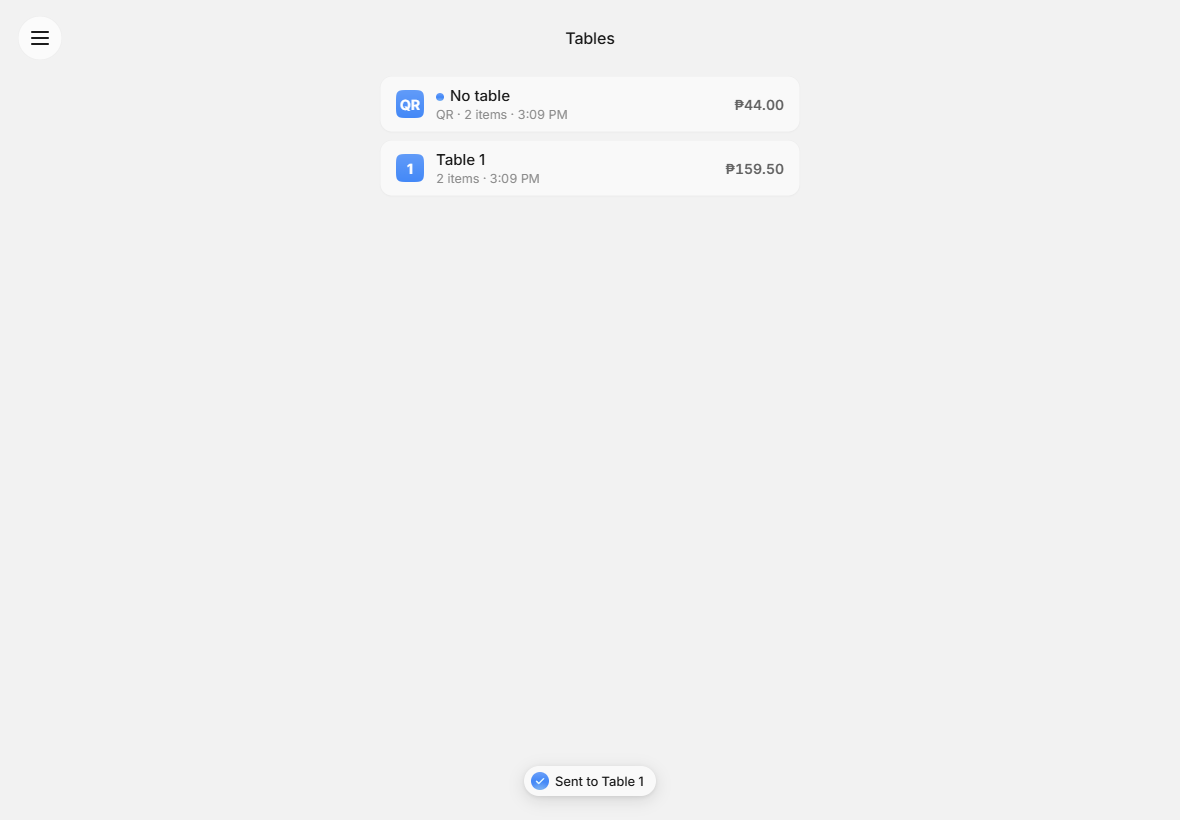 Tables
QR
No table
QR · 2 items · 3:09 PM
₱44.00
1
Table 1
2 items · 3:09 PM
₱159.50
Sent to Table 1